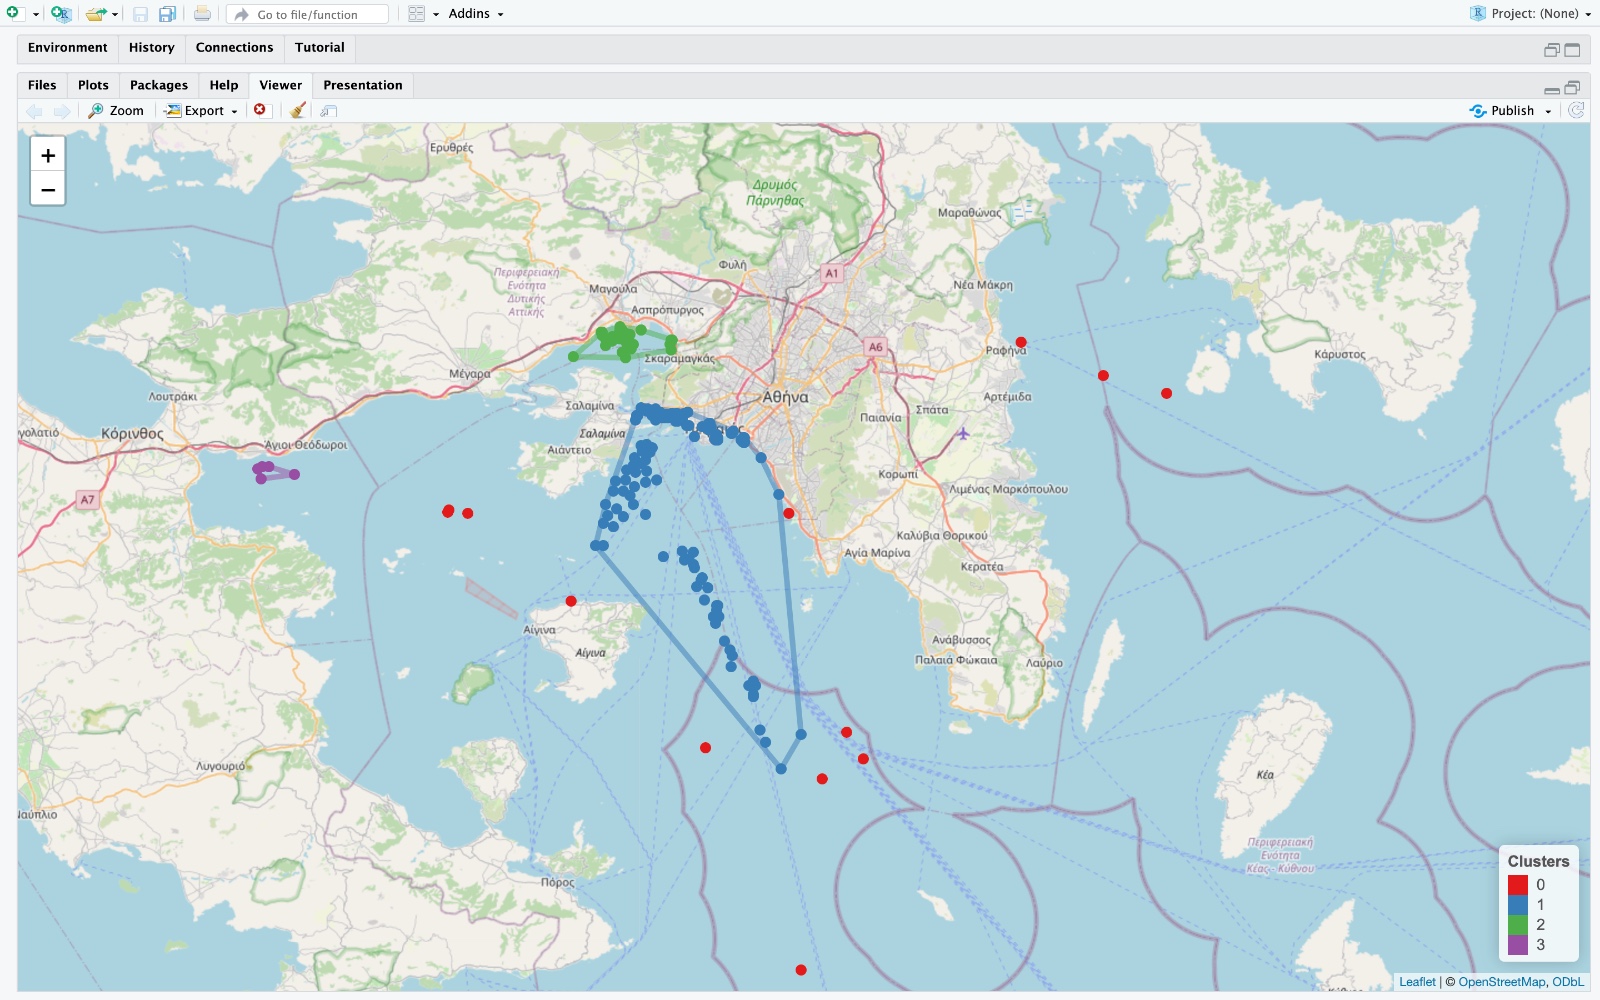 Go to file/function
Addins
Project: (None)
Environment
History
Connections
Tutorial
Files
Plots
Packages
Help
Viewer
Presentation
Zoom
Export
Publish
+
−
Ερυθρές
Δρυμός
Πάρνηθας
Μαραθώνας
Φυλή
A1
Περιφερειακή
Ενότητα
Δυτικής
Αττικής
Μαγούλα
Νέα Μάκρη
Ασπρόπυργος
Σκαραμαγκάς
A6
Ραφήνα
Κάρυστος
Μέγαρα
Λουτράκι
Αθήνα
Αρτέμιδα
Σαλαμίνα
Σπάτα
Παιανία
γολατιό
Κόρινθος
Σαλαμίνα
Άγιοι Θεόδωροι
Αιάντειο
Κορωπί
A7
Λιμένας Μαρκόπουλου
Καλύβια Θορικού
Αγία Μαρίνα
Κερατέα
Αίγινα
Αίγινα
Ανάβυσσος
Παλαιά Φώκαια
Λαύριο
Λυγουριό
Κέα
Ναύπλιο
Περιφερειακή
Ενότητα
Κέας - Κύθνου
Πόρος
Clusters
0
1
2
3
Leaflet | © OpenStreetMap, ODbL